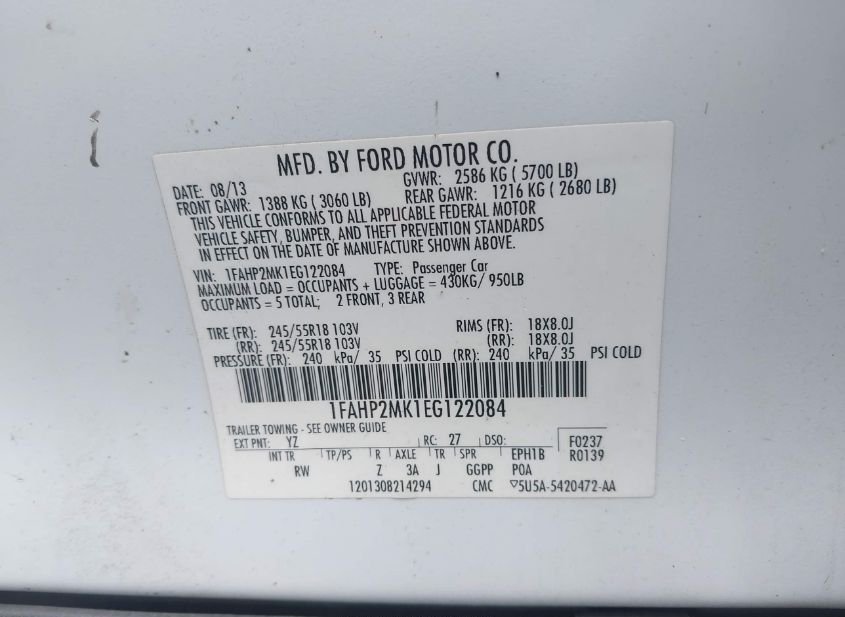 MFD. BY FORD MOTOR CO.
DATE: 08/13 GVWR: 2586 KG ( 5700 LB)
FRONT GAWR: 1388 KG ( 3060 LB) REAR GAWR: 1216 KG ( 2680 LB)
THIS VEHICLE CONFORMS TO ALL APPLICABLE FEDERAL MOTOR
VEHICLE SAFETY, BUMPER, AND THEFT PREVENTION STANDARDS
IN EFFECT ON THE DATE OF MANUFACTURE SHOWN ABOVE.
VIN: 1FAHP2MK1EG122084 TYPE: Passenger Car
MAXIMUM LOAD = OCCUPANTS + LUGGAGE = 430KG/ 950LB
OCCUPANTS = 5 TOTAL; 2 FRONT, 3 REAR
TIRE (FR): 245/55R18 103V RIMS (FR): 18X8.0J
(RR): 245/55R18 103V (RR): 18X8.0J
PRESSURE (FR): 240 kPa/ 35 PSI COLD (RR): 240 kPa/ 35 PSI COLD
1FAHP2MK1EG122084
TRAILER TOWING - SEE OWNER GUIDE
EXT PNT: YZ RC: 27 DSO: F0237
INT TR TP/PS R AXLE TR SPR EPH1B R0139
RW Z 3A J GGPP POA
1201308214294 CMC ▽5U5A-5420472-AA